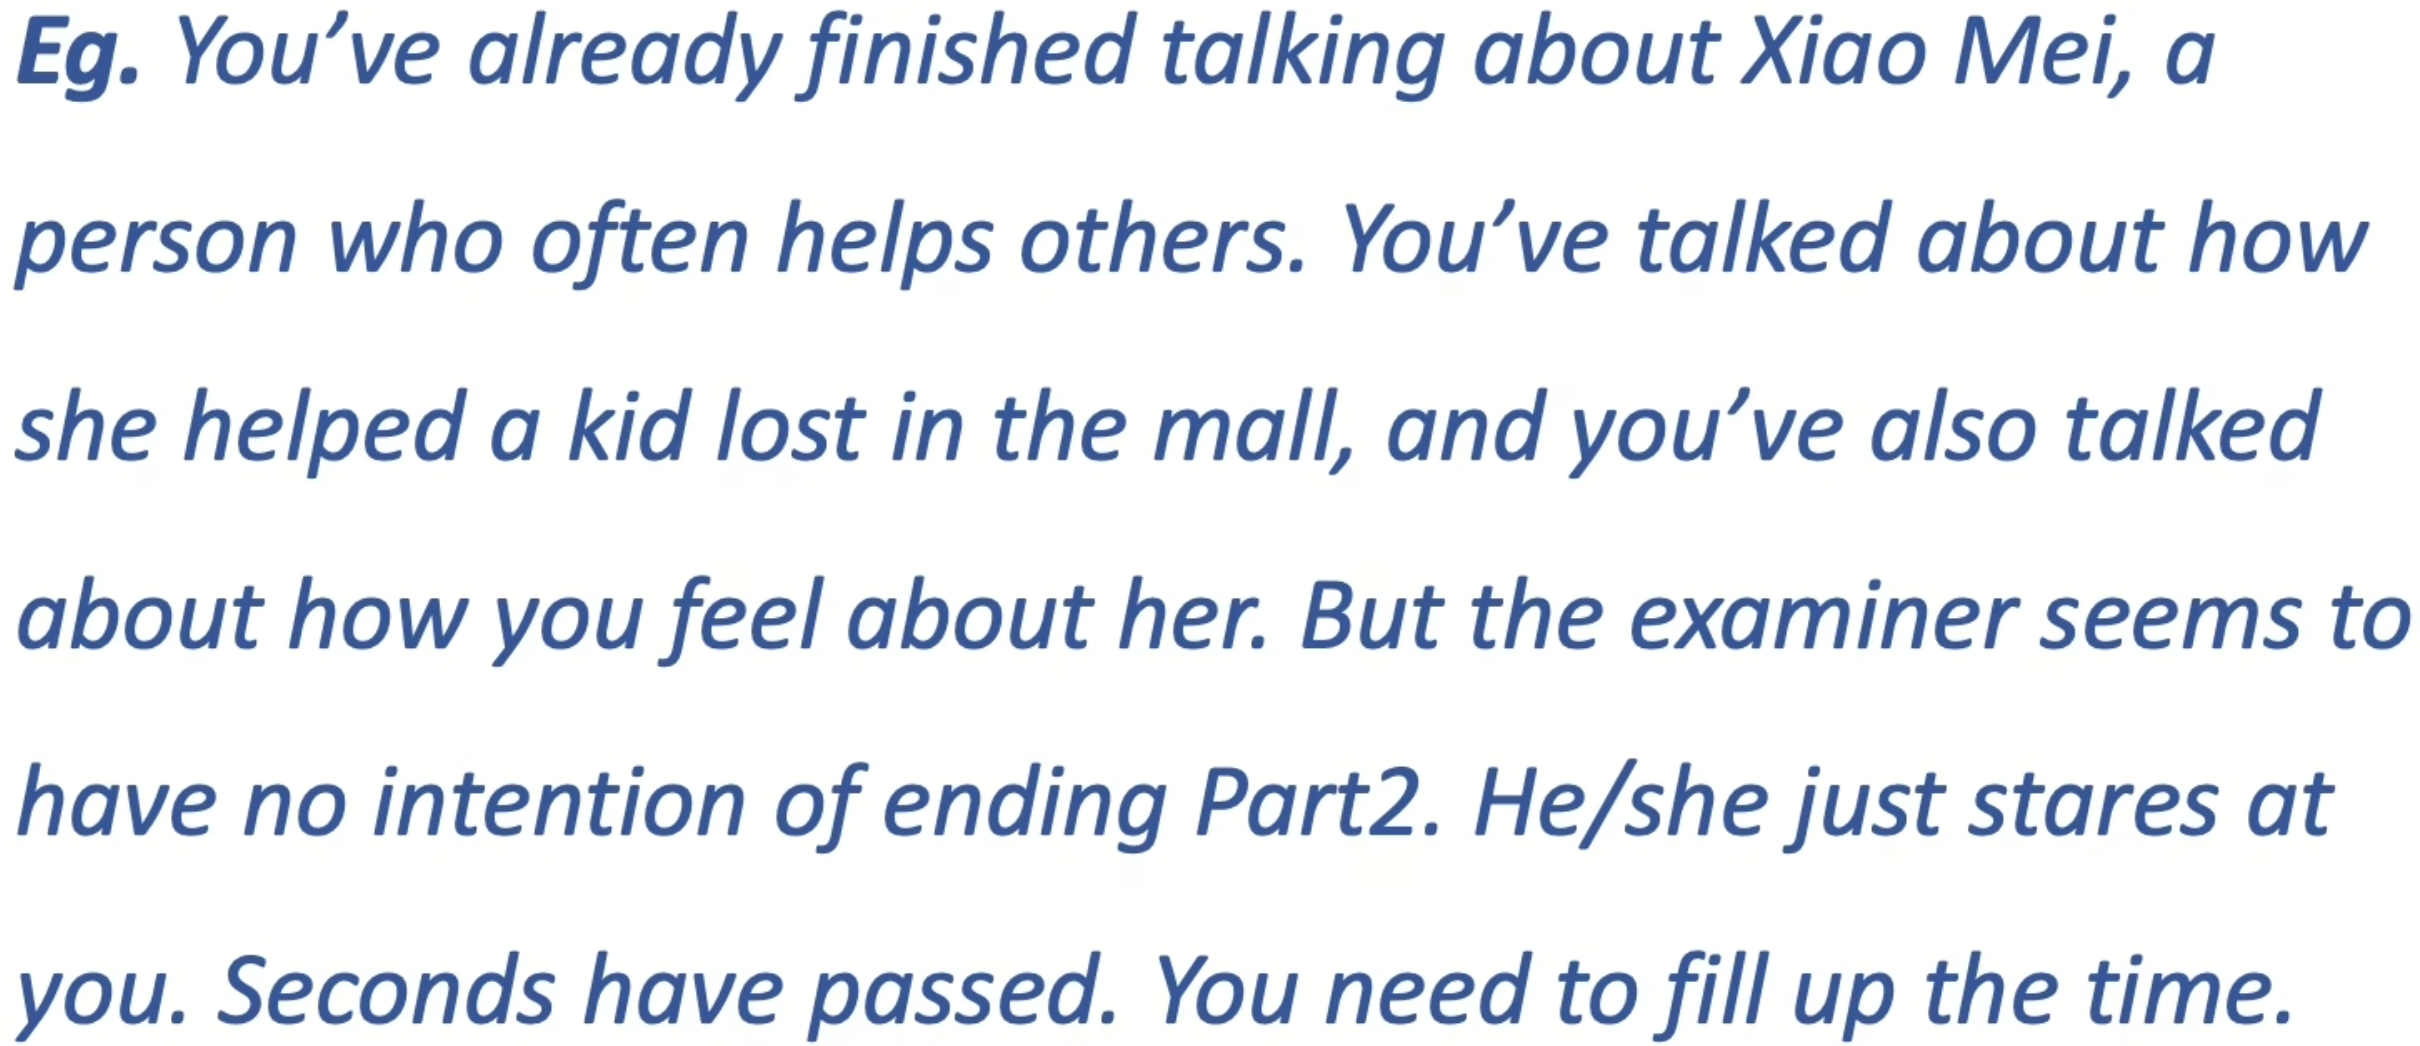 Eg. You’ve already finished talking about Xiao Mei, a
person who often helps others. You’ve talked about how
she helped a kid lost in the mall, and you’ve also talked
about how you feel about her. But the examiner seems to
have no intention of ending Part2. He/she just stares at
you. Seconds have passed. You need to fill up the time.